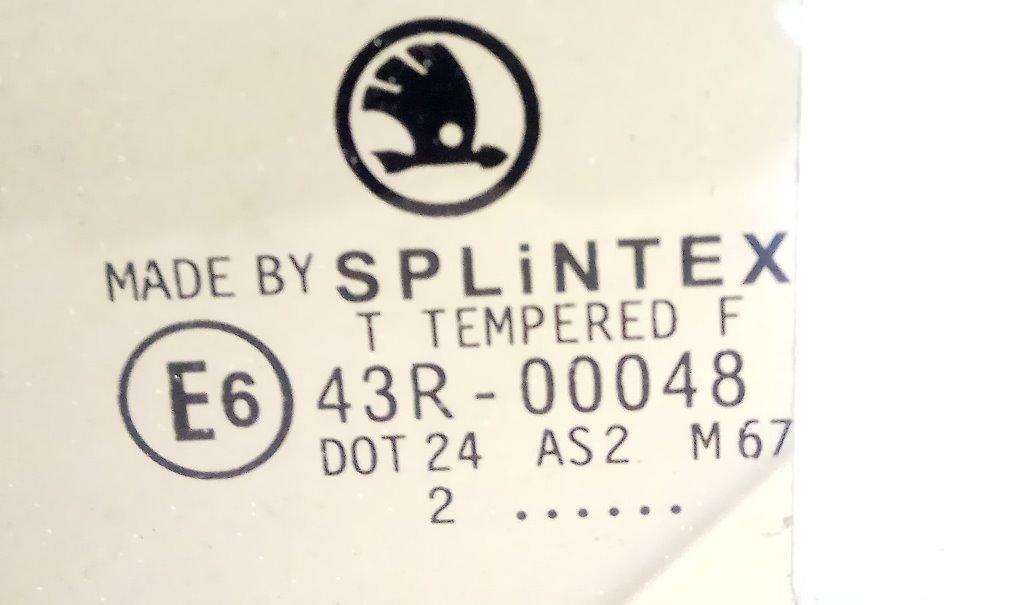 MADE BY SPLiNTEX
T TEMPERED F
E6 43R-00048
DOT 24 AS2 M67
2 ......